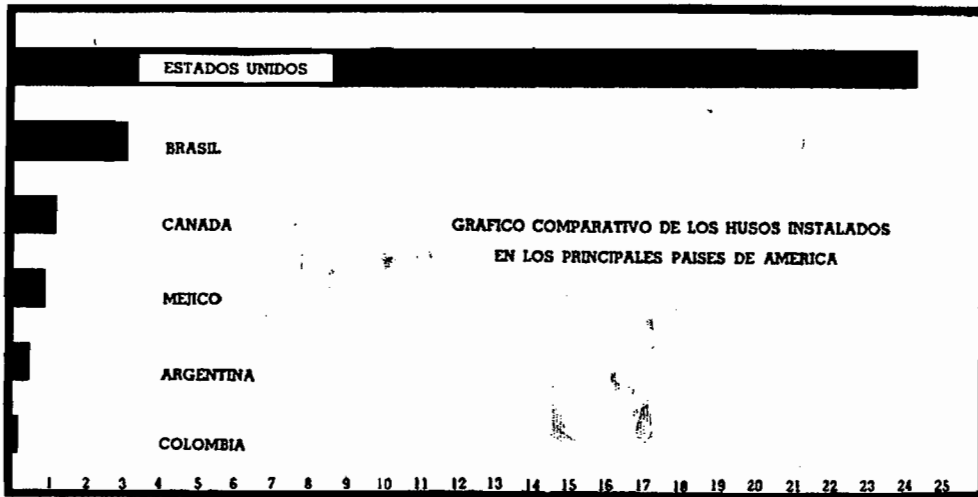 ESTADOS UNIDOS
BRASIL
CANADA
GRAFICO COMPARATIVO DE LOS HUSOS INSTALADOS
EN LOS PRINCIPALES PAISES DE AMERICA
MEJICO
ARGENTINA
COLOMBIA
1 2 3 4 5 6 7 8 9 10 11 12 13 14 15 16 17 18 19 20 21 22 23 24 25